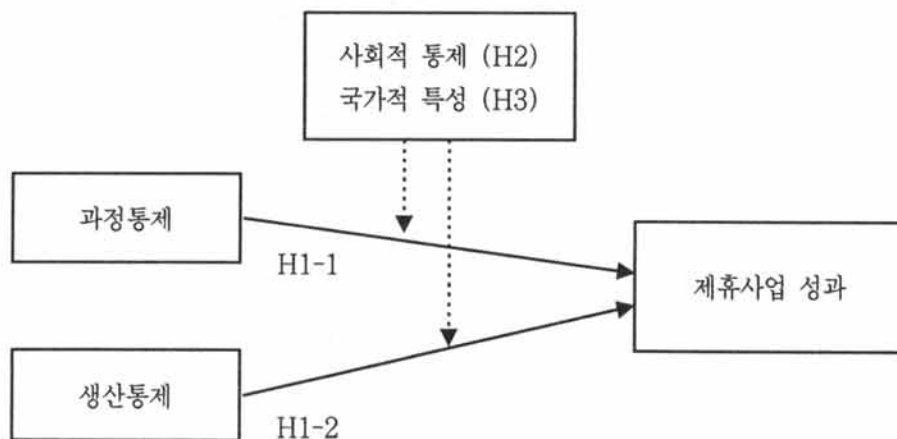 사회적 통제 (H2)
국가적 특성 (H3)
과정통제
H1-1
제휴사업 성과
생산통제
H1-2